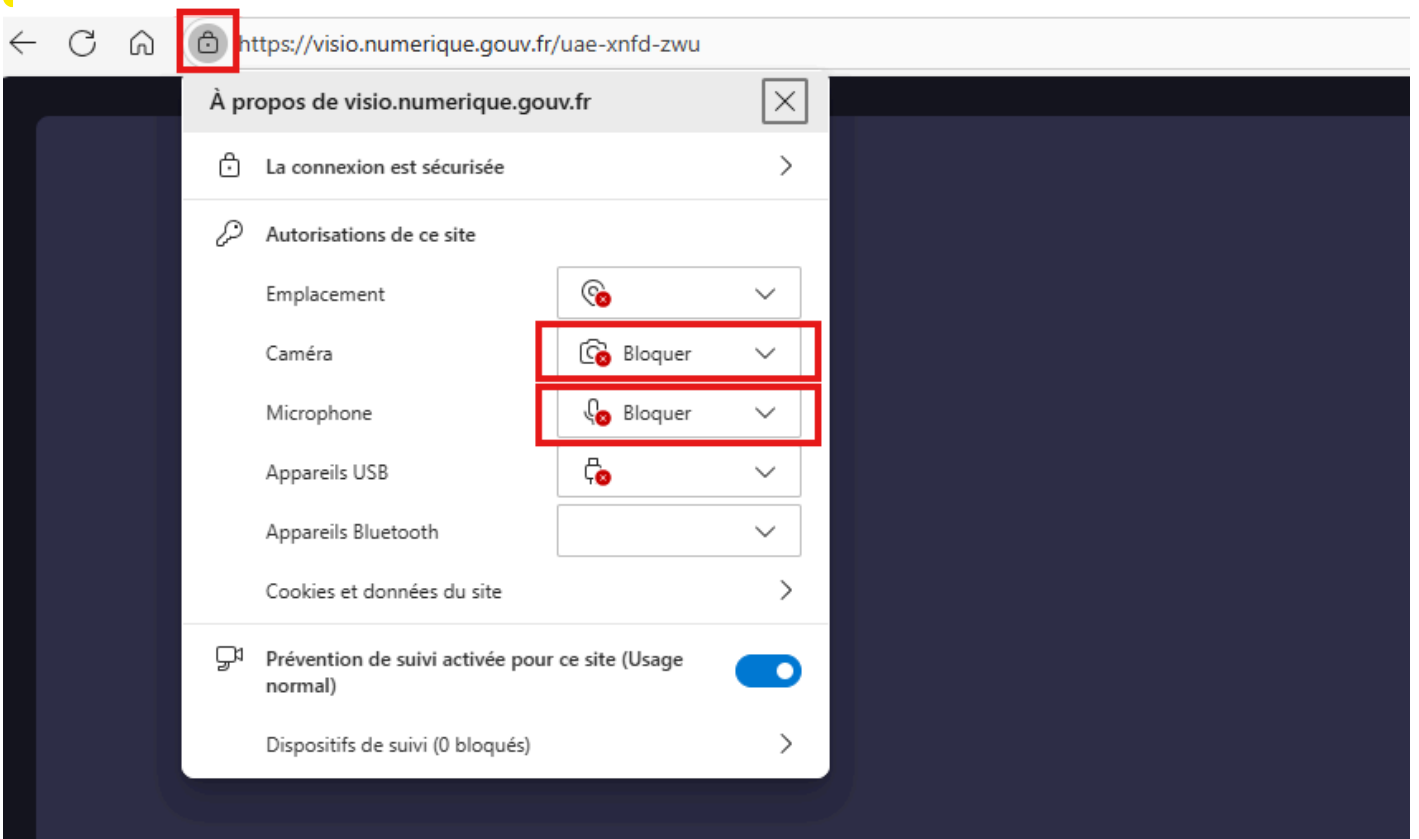 https://visio.numerique.gouv.fr/uae-xnfd-zwu
À propos de visio.numerique.gouv.fr
La connexion est sécurisée
Autorisations de ce site
Emplacement
Caméra Bloquer
Microphone Bloquer
Appareils USB
Appareils Bluetooth
Cookies et données du site
Prévention de suivi activée pour ce site (Usage
normal)
Dispositifs de suivi (0 bloqués)